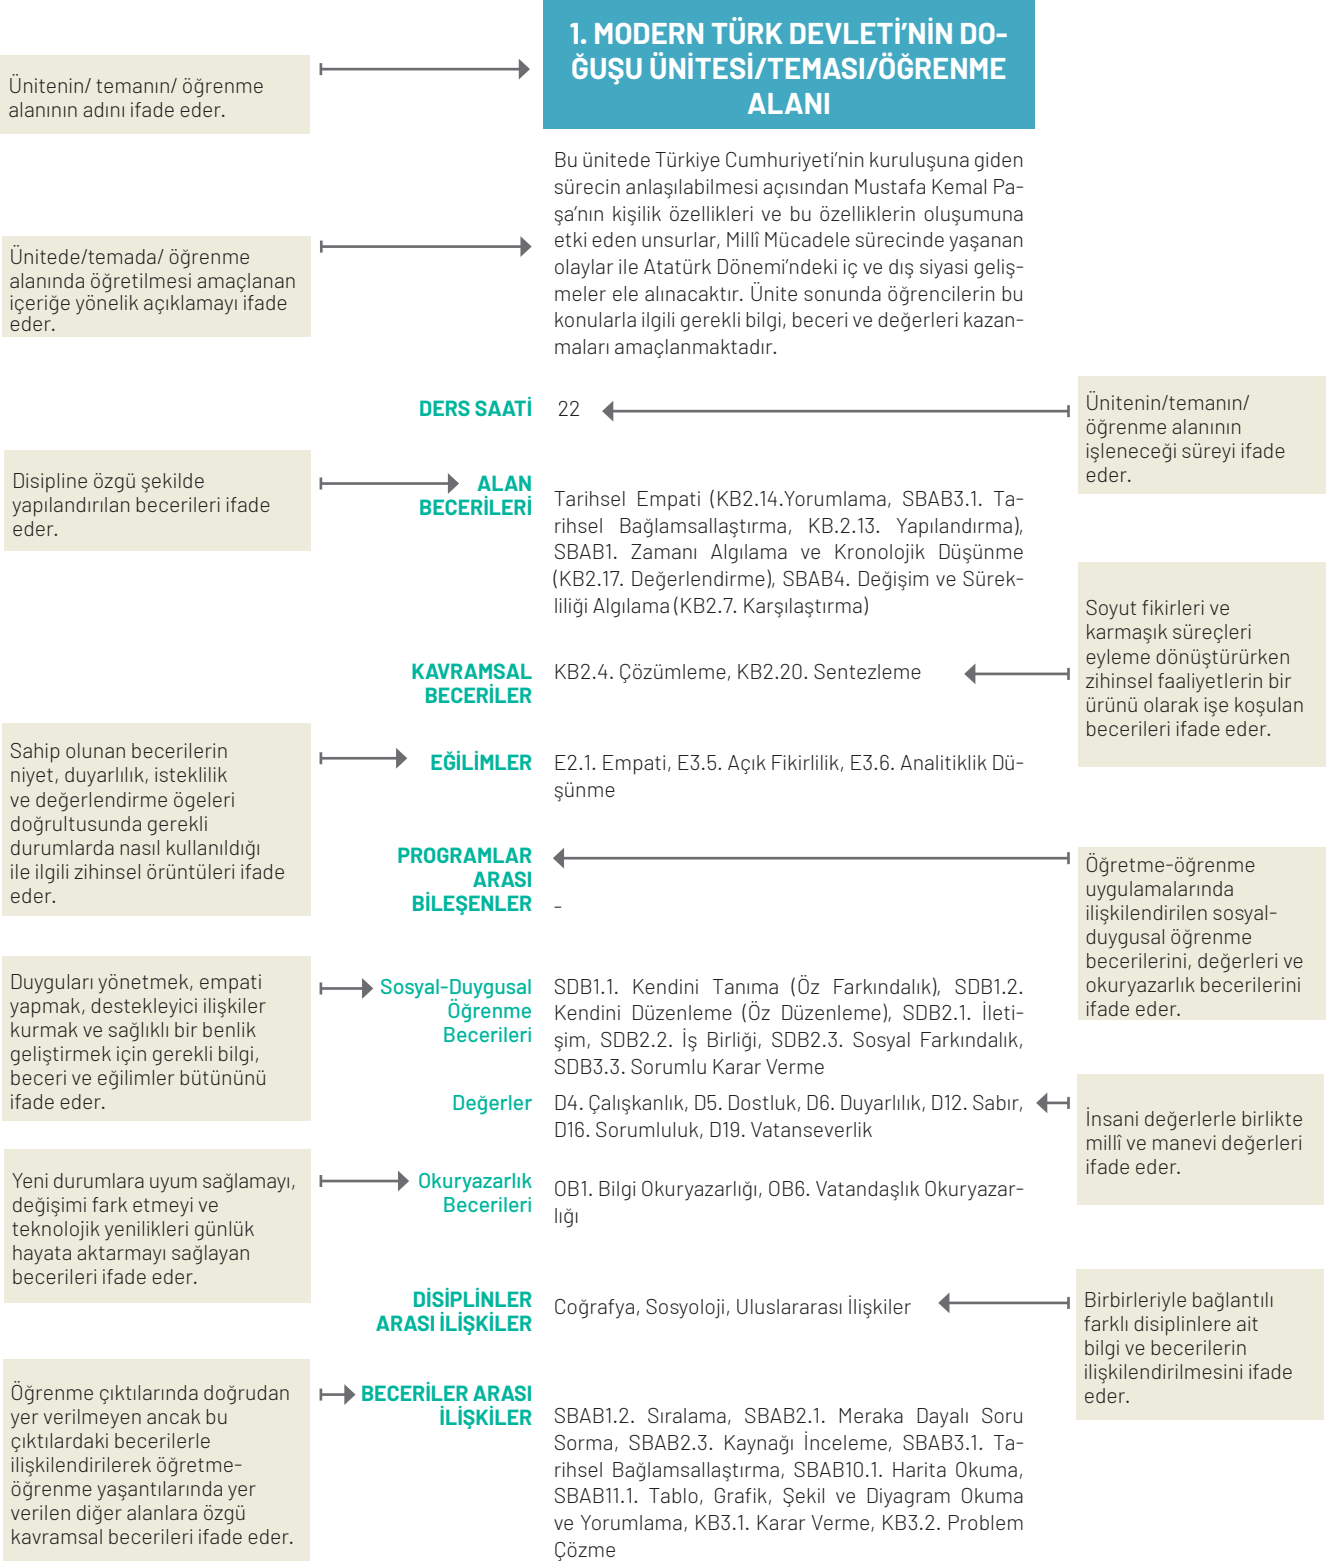 1. MODERN TÜRK DEVLETİ’NİN DO-
ĞUŞU ÜNİTESİ/TEMASI/ÖĞRENME
ALANI
Ünitenin/ temanın/ öğrenme
alanının adını ifade eder.
Bu ünitede Türkiye Cumhuriyeti’nin kuruluşuna giden
sürecin anlaşılabilmesi açısından Mustafa Kemal Pa-
şa’nın kişilik özellikleri ve bu özelliklerin oluşumuna
etki eden unsurlar, Millî Mücadele sürecinde yaşanan
olaylar ile Atatürk Dönemi’ndeki iç ve dış siyasi geliş-
meler ele alınacaktır. Ünite sonunda öğrencilerin bu
konularla ilgili gerekli bilgi, beceri ve değerleri kazan-
maları amaçlanmaktadır.
Ünitede/temada/ öğrenme
alanında öğretilmesi amaçlanan
içeriğe yönelik açıklamayı ifade
eder.
DERS SAATİ
22
Ünitenin/temanın/
öğrenme alanının
işleneceği süreyi ifade
eder.
Disipline özgü şekilde
yapılandırılan becerileri ifade
eder.
ALAN
BECERİLERİ
Tarihsel Empati (KB2.14.Yorumlama, SBAB3.1. Ta-
rihsel Bağlamsallaştırma, KB.2.13. Yapılandırma),
SBAB1. Zamanı Algılama ve Kronolojik Düşünme
(KB2.17. Değerlendirme), SBAB4. Değişim ve Sürek-
liliği Algılama (KB2.7. Karşılaştırma)
KAVRAMSAL
BECERİLER
KB2.4. Çözümleme, KB2.20. Sentezleme
Soyut fikirleri ve
karmaşık süreçleri
eyleme dönüştürürken
zihinsel faaliyetlerin bir
ürünü olarak işe koşulan
becerileri ifade eder.
Sahip olunan becerilerin
niyet, duyarlılık, isteklilik
ve değerlendirme ögeleri
doğrultusunda gerekli
durumlarda nasıl kullanıldığı
ile ilgili zihinsel örüntüleri ifade
eder.
EĞİLİMLER
E2.1. Empati, E3.5. Açık Fikirlilik, E3.6. Analitiklik Dü-
şünme
PROGRAMLAR
ARASI
BİLEŞENLER
-
Öğretme-öğrenme
uygulamalarında
ilişkilendirilen sosyal-
duygusal öğrenme
becerilerini, değerleri ve
okuryazarlık becerilerini
ifade eder.
Duyguları yönetmek, empati
yapmak, destekleyici ilişkiler
kurmak ve sağlıklı bir benlik
geliştirmek için gerekli bilgi,
beceri ve eğilimler bütününü
ifade eder.
Sosyal-Duygusal
Öğrenme
Becerileri
SDB1.1. Kendini Tanıma (Öz Farkındalık), SDB1.2.
Kendini Düzenleme (Öz Düzenleme), SDB2.1. İleti-
şim, SDB2.2. İş Birliği, SDB2.3. Sosyal Farkındalık,
SDB3.3. Sorumlu Karar Verme
Değerler
D4. Çalışkanlık, D5. Dostluk, D6. Duyarlılık, D12. Sabır,
D16. Sorumluluk, D19. Vatanseverlik
İnsani değerlerle birlikte
millî ve manevi değerleri
ifade eder.
Yeni durumlara uyum sağlamayı,
değişimi fark etmeyi ve
teknolojik yenilikleri günlük
hayata aktarmayı sağlayan
becerileri ifade eder.
Okuryazarlık
Becerileri
OB1. Bilgi Okuryazarlığı, OB6. Vatandaşlık Okuryazar-
lığı
DİSİPLİNLER
ARASI İLİŞKİLER
Coğrafya, Sosyoloji, Uluslararası İlişkiler
Birbirleriyle bağlantılı
farklı disiplinlere ait
bilgi ve becerilerin
ilişkilendirilmesini ifade
eder.
Öğrenme çıktılarında doğrudan
yer verilmeyen ancak bu
çıktılardaki becerilerle
ilişkilendirilerek öğretme-
öğrenme yaşantılarında yer
verilen diğer alanlara özgü
kavramsal becerileri ifade eder.
BECERİLER ARASI
İLİŞKİLER
SBAB1.2. Sıralama, SBAB2.1. Meraka Dayalı Soru
Sorma, SBAB2.3. Kaynağı İnceleme, SBAB3.1. Ta-
rihsel Bağlamsallaştırma, SBAB10.1. Harita Okuma,
SBAB11.1. Tablo, Grafik, Şekil ve Diyagram Okuma
ve Yorumlama, KB3.1. Karar Verme, KB3.2. Problem
Çözme